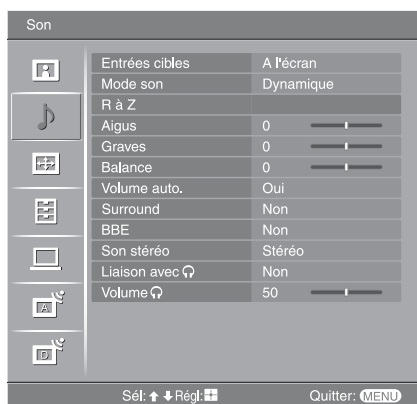 Son
Entrées cibles A l'écran
Mode son Dynamique
R à Z
Aigus 0
Graves 0
Balance 0
Volume auto. Oui
Surround Non
BBE Non
Son stéréo Stéréo
Liaison avec Non
Volume 50
A
D
Sél: Régl: Quitter: MENU